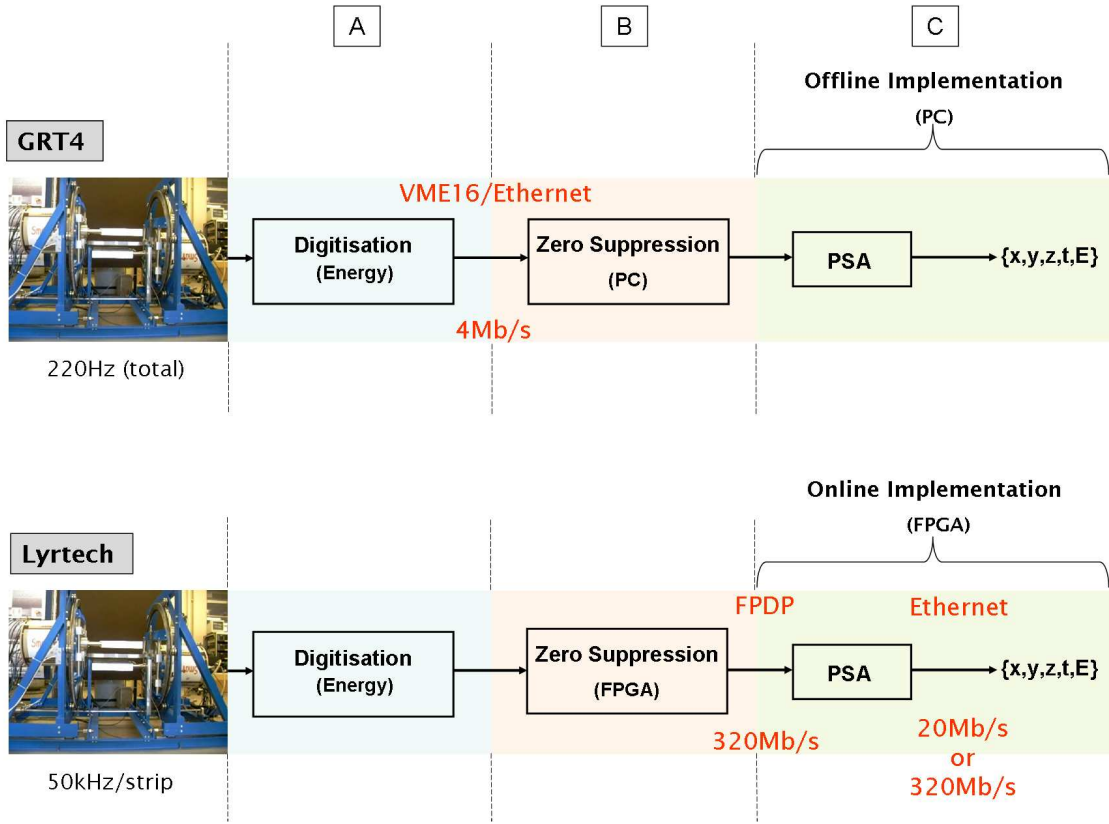 A
B
C
Offline Implementation
(PC)
GRT4
VME16/Ethernet
Digitisation
(Energy)
Zero Suppression
(PC)
PSA
{x,y,z,t,E}
4Mb/s
220Hz (total)
Online Implementation
(FPGA)
Lyrtech
FPDP
Ethernet
Digitisation
(Energy)
Zero Suppression
(FPGA)
PSA
{x,y,z,t,E}
320Mb/s
20Mb/s
or
320Mb/s
50kHz/strip